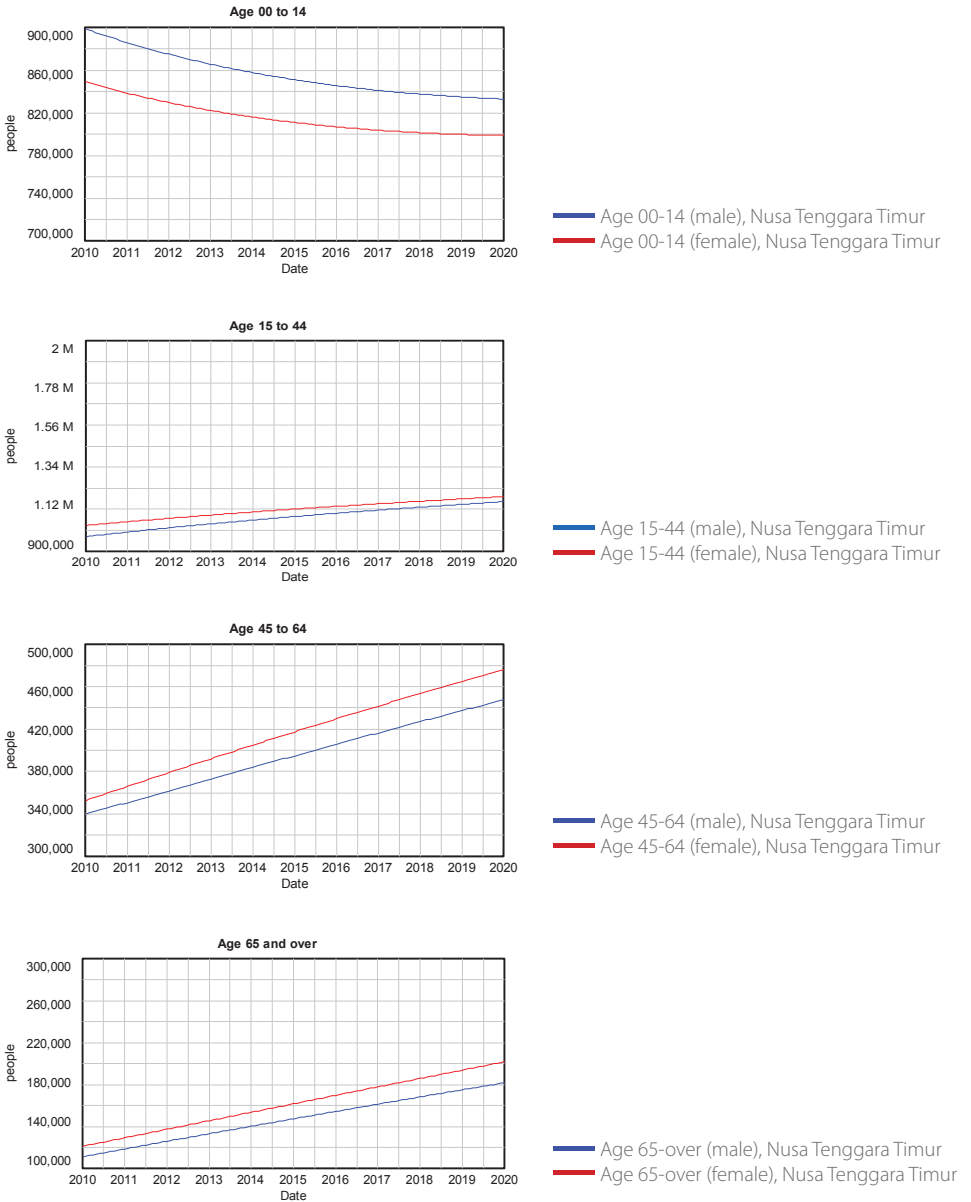 Age 00 to 14
900,000
860,000
820,000
780,000
740,000
700,000
people
2010 2011 2012 2013 2014 2015 2016 2017 2018 2019 2020
Date
Age 00-14 (male), Nusa Tenggara Timur
Age 00-14 (female), Nusa Tenggara Timur
Age 15 to 44
2 M
1.78 M
1.56 M
1.34 M
1.12 M
900,000
people
2010 2011 2012 2013 2014 2015 2016 2017 2018 2019 2020
Date
Age 15-44 (male), Nusa Tenggara Timur
Age 15-44 (female), Nusa Tenggara Timur
Age 45 to 64
500,000
460,000
420,000
380,000
340,000
300,000
people
2010 2011 2012 2013 2014 2015 2016 2017 2018 2019 2020
Date
Age 45-64 (male), Nusa Tenggara Timur
Age 45-64 (female), Nusa Tenggara Timur
Age 65 and over
300,000
260,000
220,000
180,000
140,000
100,000
people
2010 2011 2012 2013 2014 2015 2016 2017 2018 2019 2020
Date
Age 65-over (male), Nusa Tenggara Timur
Age 65-over (female), Nusa Tenggara Timur